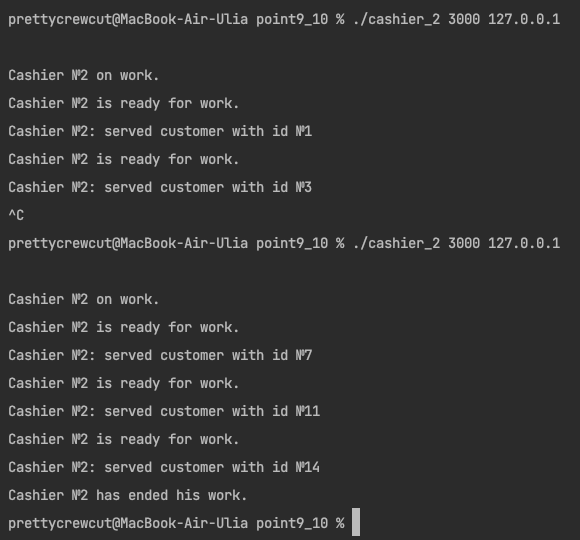 prettycrewcut@MacBook-Air-Ulia point9_10 % ./cashier_2 3000 127.0.0.1
Cashier №2 on work.
Cashier №2 is ready for work.
Cashier №2: served customer with id №1
Cashier №2 is ready for work.
Cashier №2: served customer with id №3
^C
prettycrewcut@MacBook-Air-Ulia point9_10 % ./cashier_2 3000 127.0.0.1
Cashier №2 on work.
Cashier №2 is ready for work.
Cashier №2: served customer with id №7
Cashier №2 is ready for work.
Cashier №2: served customer with id №11
Cashier №2 is ready for work.
Cashier №2: served customer with id №14
Cashier №2 has ended his work.
prettycrewcut@MacBook-Air-Ulia point9_10 %